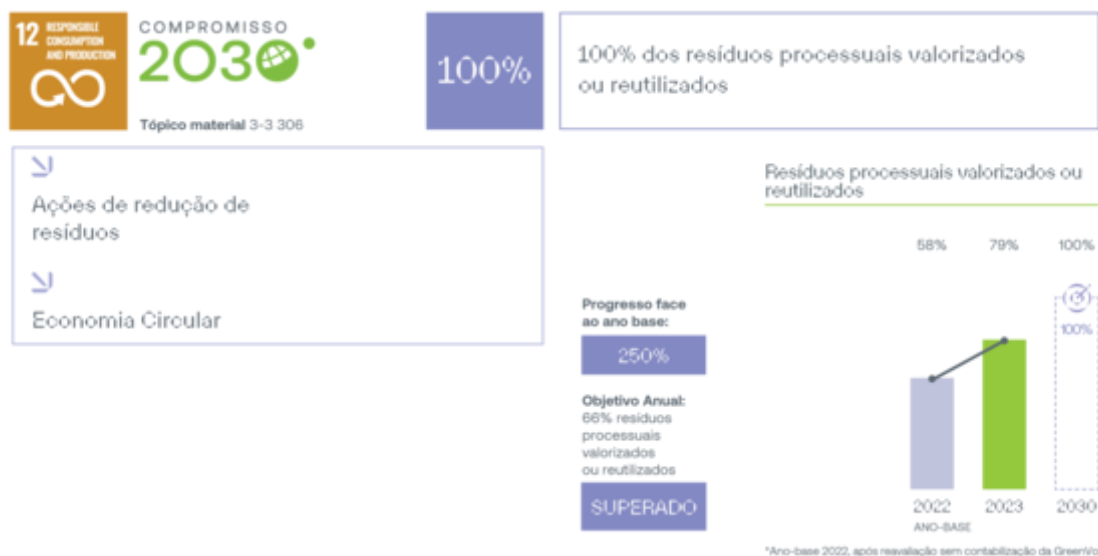 12 RESPONSIBLE
CONSUMPTION
AND PRODUCTION
COMPROMISSO
2030
Tópico material 3-3 306
100%
100% dos resíduos processuais valorizados
ou reutilizados
Ações de redução de
resíduos
Economia Circular
Resíduos processuais valorizados ou
reutilizados
58% 79% 100%
Progresso face
ao ano base:
250%
100%
Objetivo Anual:
66% resíduos
processuais
valorizados
ou reutilizados
SUPERADO
2022 2023 2030
ANO-BASE
*Ano-base 2022, após reavaliação sem contabilização da GreenVo